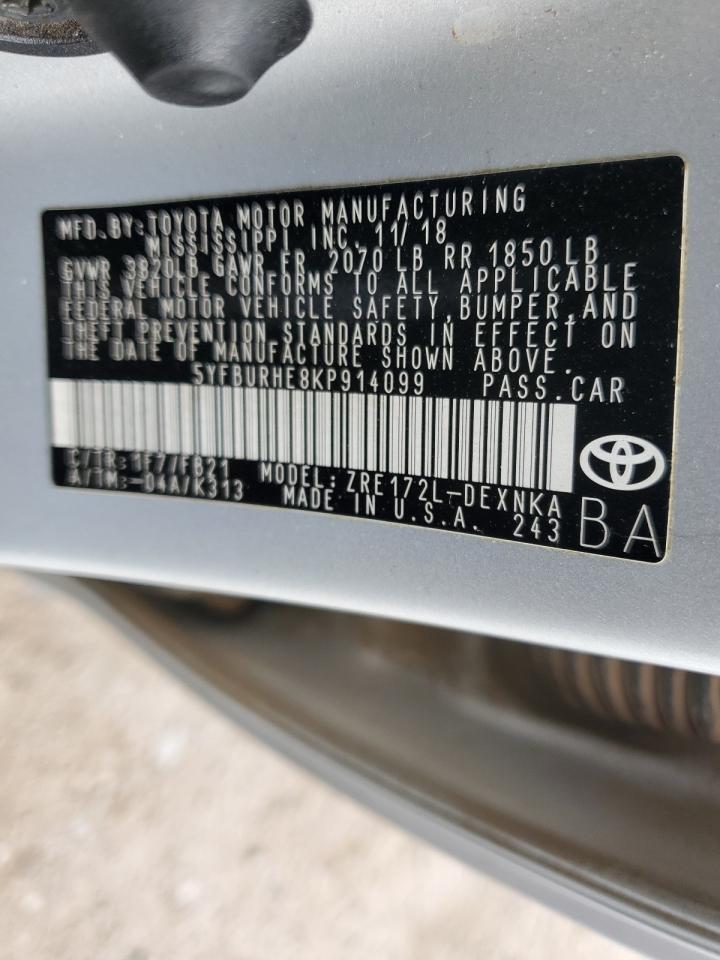 MFD. BY: TOYOTA MOTOR MANUFACTURING
MISSISSIPPI, INC. 11/18
GVWR 3820LB GAWR FR 2070 LB RR 1850 LB
THIS VEHICLE CONFORMS TO ALL APPLICABLE
FEDERAL MOTOR VEHICLE SAFETY, BUMPER, AND
THEFT PREVENTION STANDARDS IN EFFECT ON
THE DATE OF MANUFACTURE SHOWN ABOVE.
5YFBURHE8KP914099 PASS. CAR
C/TR: 1F7/FB21 MODEL: ZRE172L-DEXNKA
A/TM: -04A/K313 MADE IN U.S.A. 243
BA